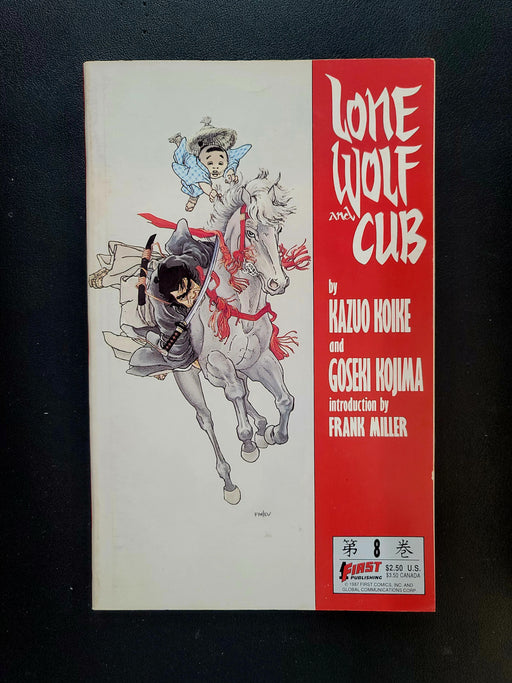 LONE
WOLF
and
CUB
by
KAZUO KOIKE
and
GOSEKI KOJIMA
introduction by
FRANK MILLER
第 8 巻
FIRST
PUBLISHING
$2.50 U.S.
$3.50 CANADA
© 1987 FIRST COMICS, INC. AND
GLOBAL COMMUNICATIONS CORP.